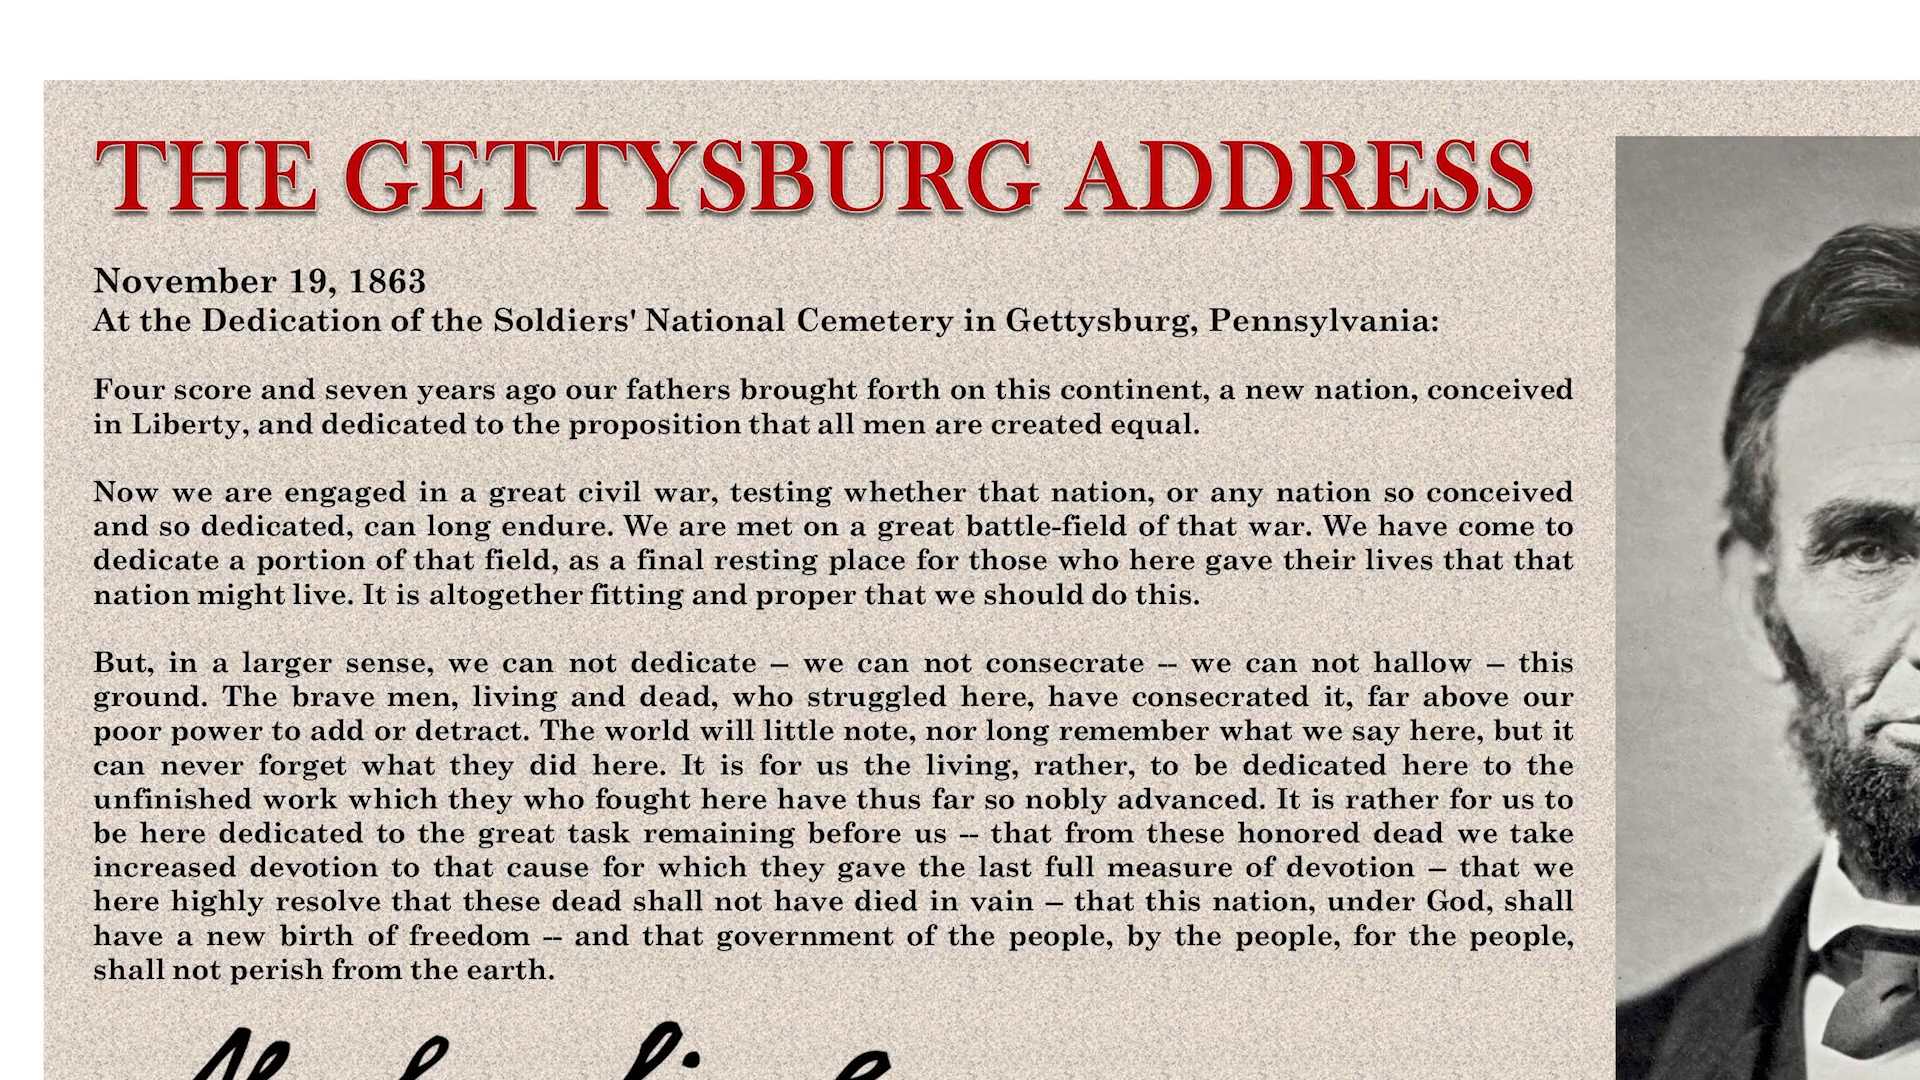 THE GETTYSBURG ADDRESS
November 19, 1863
At the Dedication of the Soldiers' National Cemetery in Gettysburg, Pennsylvania:
Four score and seven years ago our fathers brought forth on this continent, a new nation, conceived
in Liberty, and dedicated to the proposition that all men are created equal.
Now we are engaged in a great civil war, testing whether that nation, or any nation so conceived
and so dedicated, can long endure. We are met on a great battle-field of that war. We have come to
dedicate a portion of that field, as a final resting place for those who here gave their lives that that
nation might live. It is altogether fitting and proper that we should do this.
But, in a larger sense, we can not dedicate – we can not consecrate -- we can not hallow – this
ground. The brave men, living and dead, who struggled here, have consecrated it, far above our
poor power to add or detract. The world will little note, nor long remember what we say here, but it
can never forget what they did here. It is for us the living, rather, to be dedicated here to the
unfinished work which they who fought here have thus far so nobly advanced. It is rather for us to
be here dedicated to the great task remaining before us -- that from these honored dead we take
increased devotion to that cause for which they gave the last full measure of devotion – that we
here highly resolve that these dead shall not have died in vain – that this nation, under God, shall
have a new birth of freedom -- and that government of the people, by the people, for the people,
shall not perish from the earth.